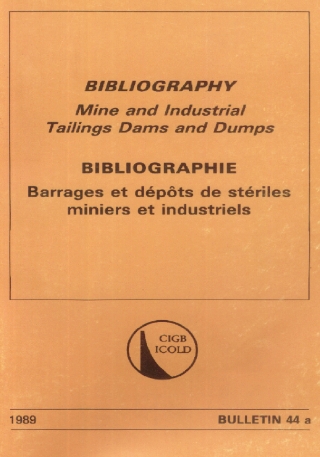 BIBLIOGRAPHY
Mine and Industrial
Tailings Dams and Dumps
BIBLIOGRAPHIE
Barrages et dépôts de stériles
miniers et industriels
CIGB
ICOLD
1989 BULLETIN 44 a